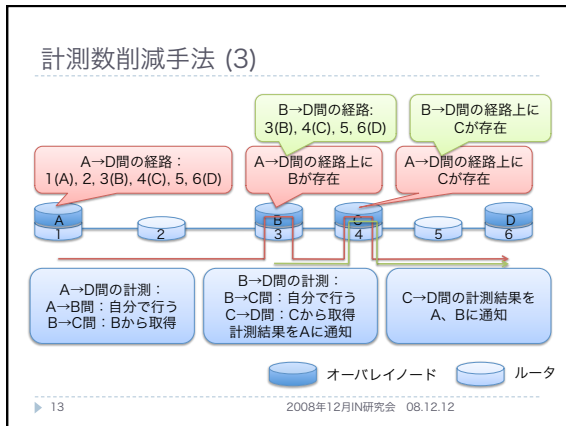 計測数削減手法 (3)
B→D間の経路:
3(B), 4(C), 5, 6(D)
B→D間の経路上に
Cが存在
A→D間の経路：
1(A), 2, 3(B), 4(C), 5, 6(D)
A→D間の経路上に
Bが存在
A→D間の経路上に
Cが存在
A
1
2
B
3
C
4
5
D
6
A→D間の計測：
A→B間：自分で行う
B→C間：Bから取得
B→D間の計測：
B→C間：自分で行う
C→D間：Cから取得
計測結果をAに通知
C→D間の計測結果を
A、Bに通知
オーバレイノード
ルータ
13
2008年12月IN研究会 08.12.12